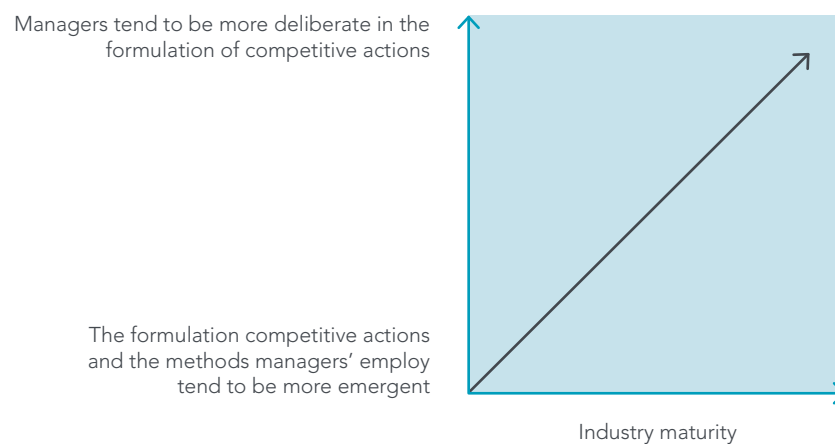 Managers tend to be more deliberate in the
formulation of competitive actions
The formulation competitive actions
and the methods managers’ employ
tend to be more emergent
Industry maturity